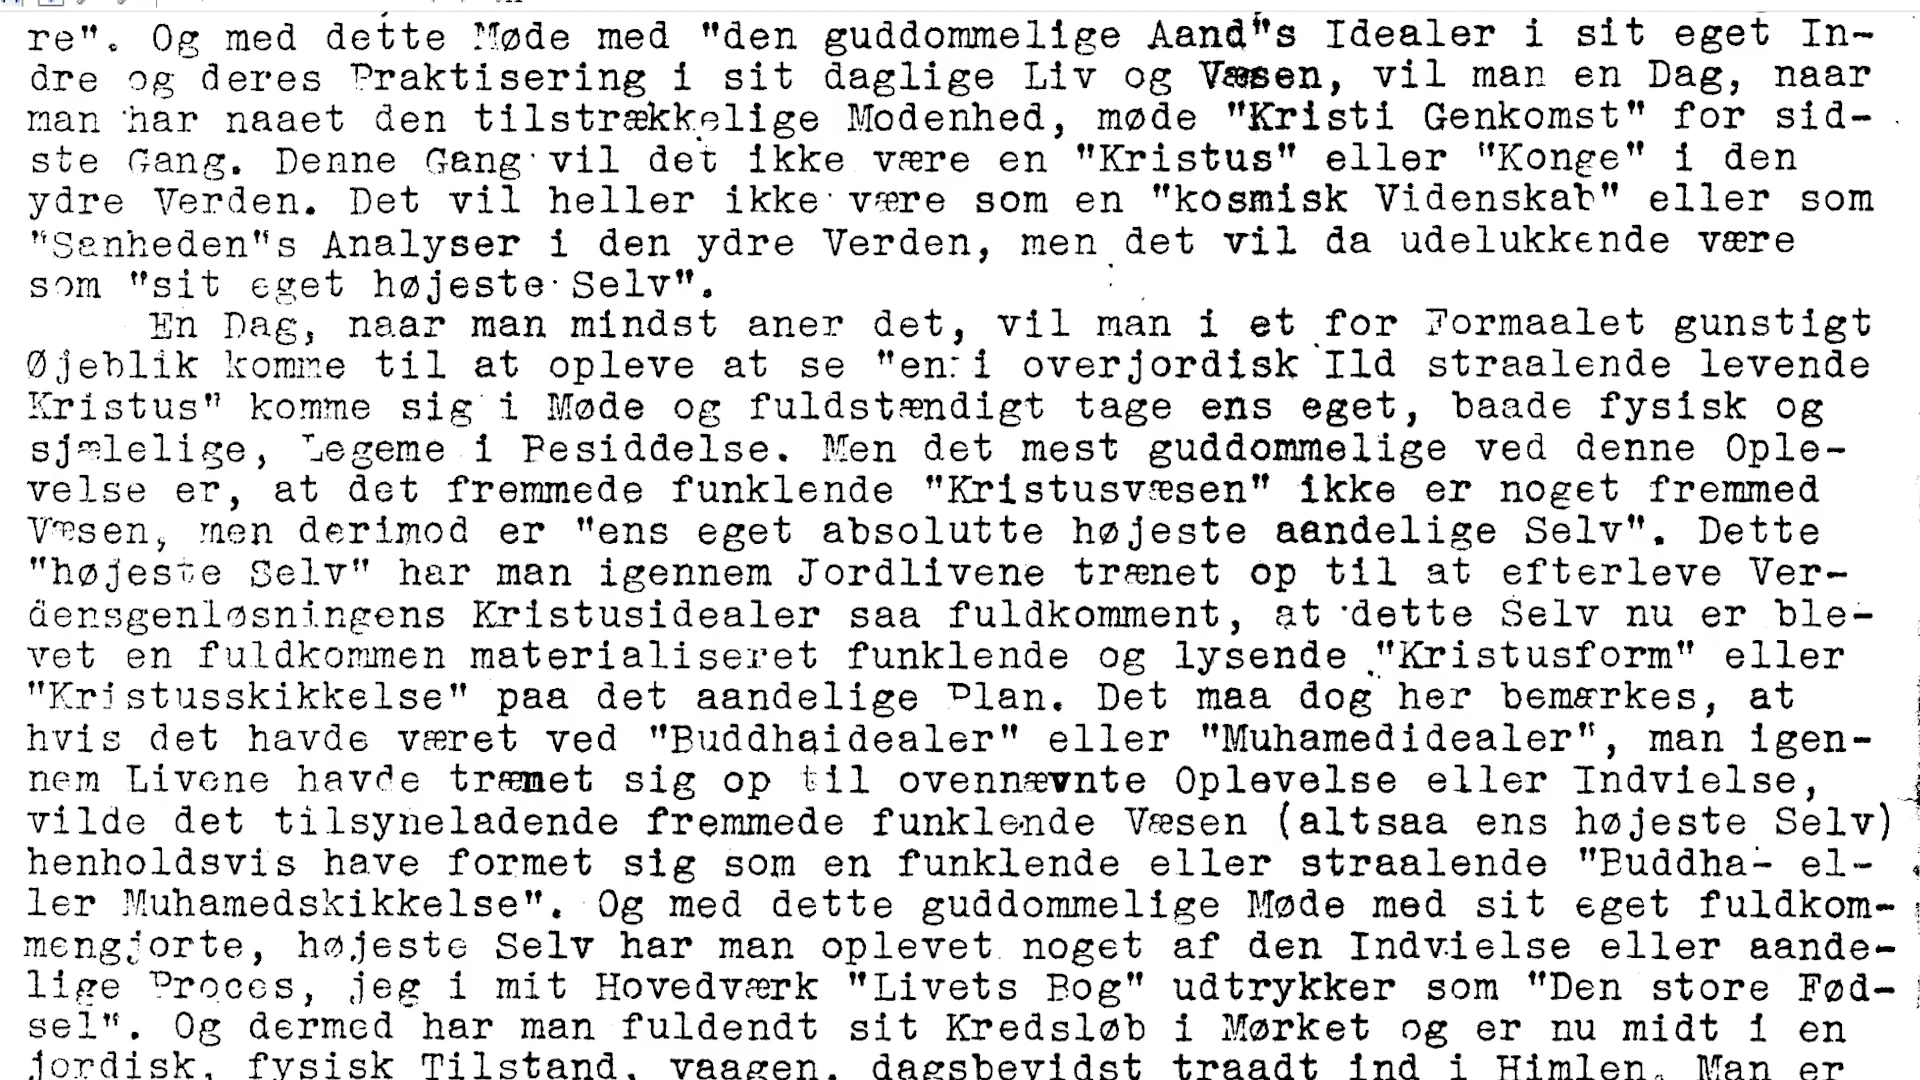 re". Og med dette Møde med "den guddommelige Aand"s Idealer i sit eget In-
dre og deres Praktisering i sit daglige Liv og Væsen, vil man en Dag, naar
man har naaet den tilstrækkelige Modenhed, møde "Kristi Genkomst" for sid-
ste Gang. Denne Gang vil det ikke være en "Kristus" eller "Konge" i den
ydre Verden. Det vil heller ikke være som en "kosmisk Videnskab" eller som
"Sanheden"s Analyser i den ydre Verden, men det vil da udelukkende være
som "sit eget højeste Selv".
En Dag, naar man mindst aner det, vil man i et for Formaalet gunstigt
Øjeblik komme til at opleve at se "en i overjordisk Ild straalende levende
Kristus" komme sig i Møde og fuldstændigt tage ens eget, baade fysisk og
sjælelige, Legeme i Besiddelse. Men det mest guddommelige ved denne Ople-
velse er, at det fremmede funklende "Kristusvæsen" ikke er noget fremmed
Væsen, men derimod er "ens eget absolutte højeste aandelige Selv". Dette
"højeste Selv" har man igennem Jordlivene trænet op til at efterleve Ver-
densgenløsningens Kristusidealer saa fuldkomment, at dette Selv nu er ble-
vet en fuldkommen materialiseret funklende og lysende "Kristusform" eller
"Kristusskikkelse" paa det aandelige Plan. Det maa dog her bemærkes, at
hvis det havde været ved "Buddhaidealer" eller "Muhamedidealer", man igen-
nem Livene havde trænet sig op til ovennævnte Oplevelse eller Indvielse,
vilde det tilsyneladende fremmede funklende Væsen (altsaa ens højeste Selv)
henholdsvis have formet sig som en funklende eller straalende "Buddha- el-
ler Muhamedskikkelse". Og med dette guddommelige Møde med sit eget fuldkom-
mengjorte, højeste Selv har man oplevet noget af den Indvielse eller aande-
lige Proces, jeg i mit Hovedværk "Livets Bog" udtrykker som "Den store Fød-
sel". Og dermed har man fuldendt sit Kredsløb i Mørket og er nu midt i en
jordisk, fysisk Tilstand, vaagen, dagsbevidst traadt ind i Himlen. Man er